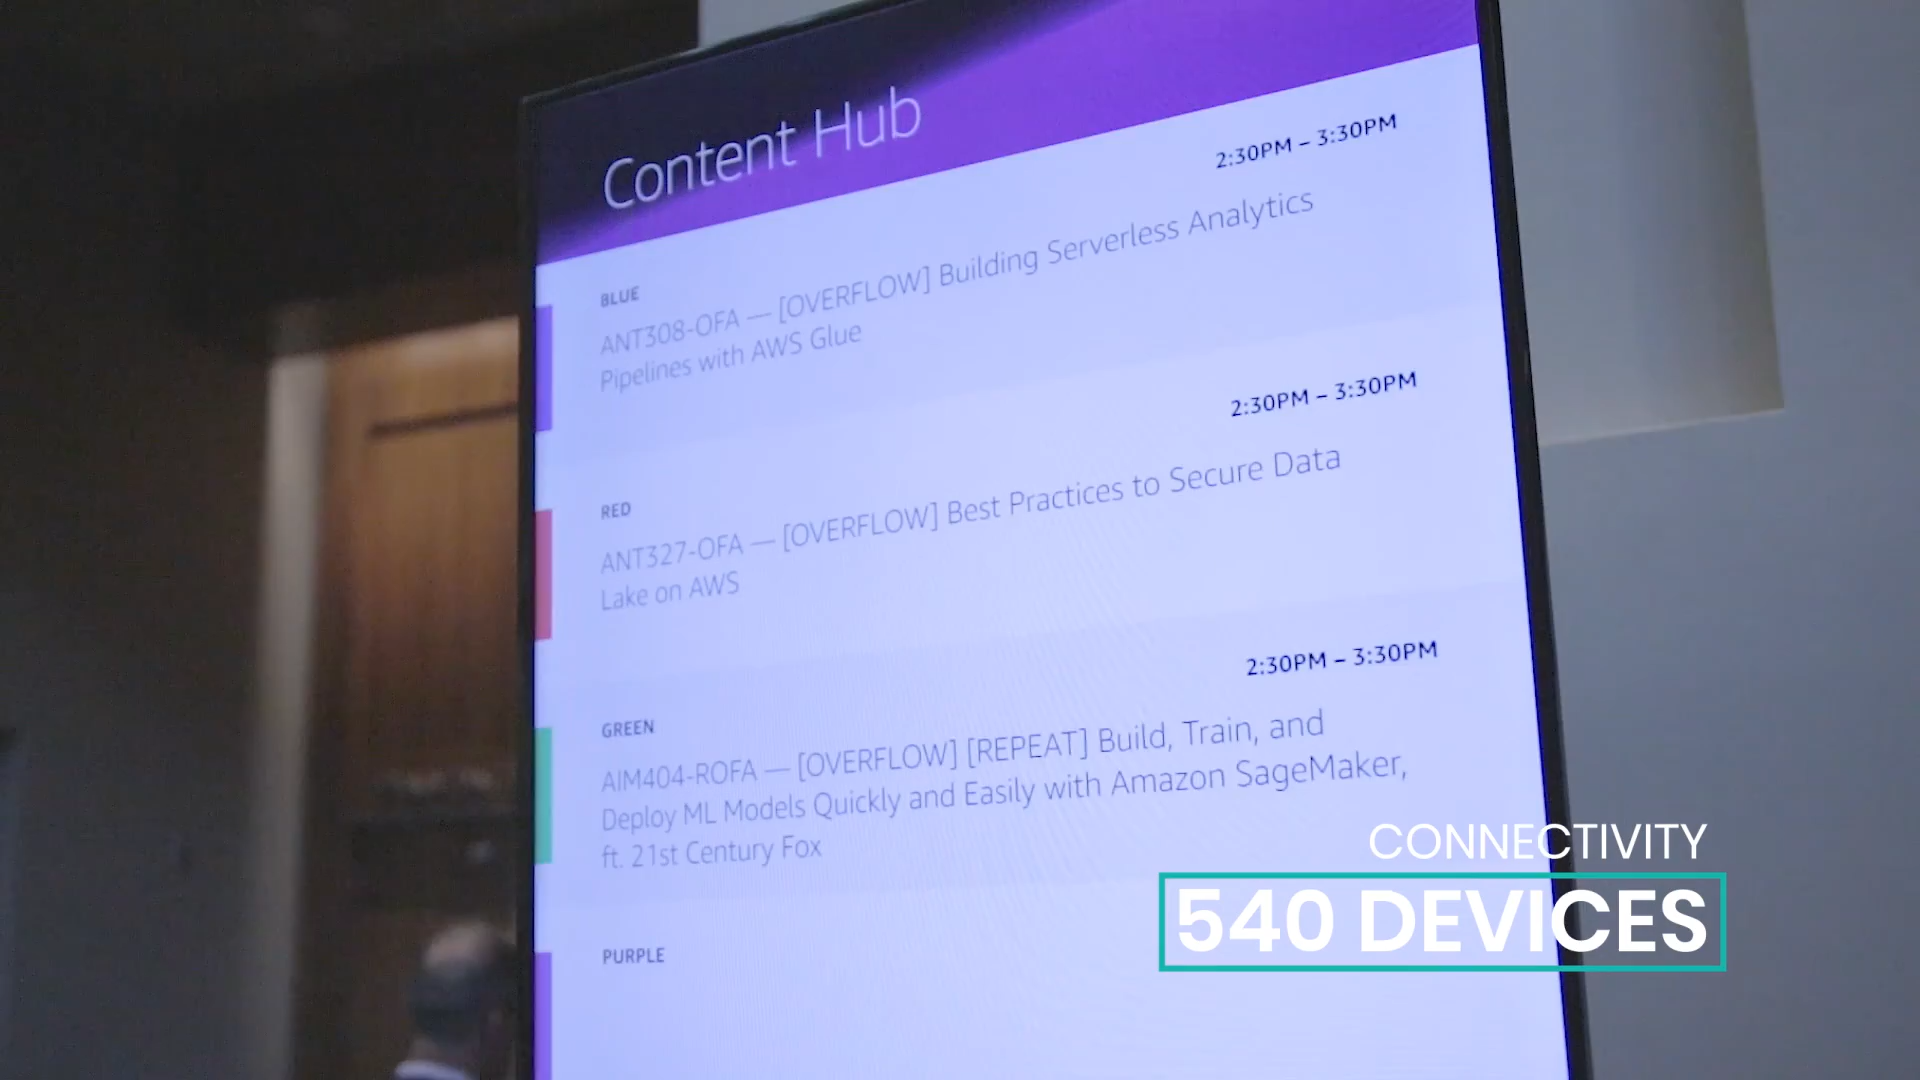 Content Hub
2:30PM – 3:30PM
BLUE
ANT308-OFA — [OVERFLOW] Building Serverless Analytics
Pipelines with AWS Glue
2:30PM – 3:30PM
RED
ANT327-OFA — [OVERFLOW] Best Practices to Secure Data
Lake on AWS
2:30PM – 3:30PM
GREEN
AIM404-ROFA — [OVERFLOW] [REPEAT] Build, Train, and
Deploy ML Models Quickly and Easily with Amazon SageMaker,
ft. 21st Century Fox
PURPLE
CONNECTIVITY
540 DEVICES